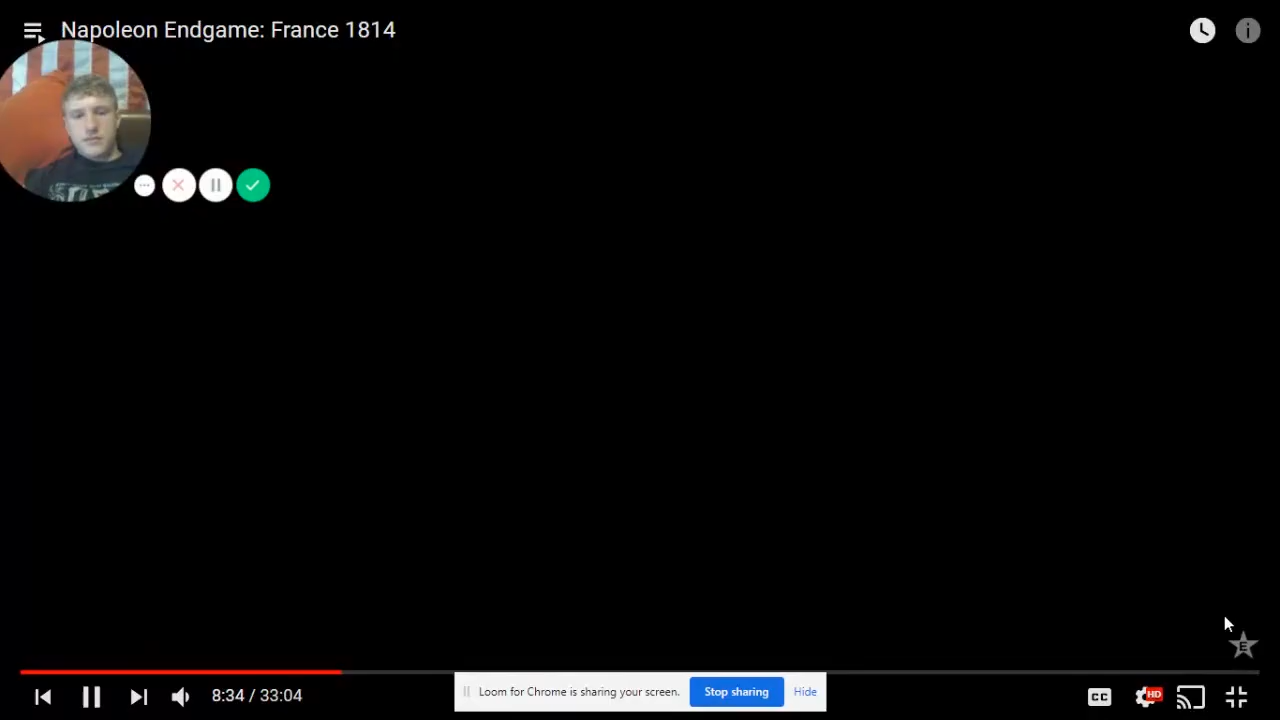 Napoleon Endgame: France 1814
8:34 / 33:04
Loom for Chrome is sharing your screen.
Stop sharing
Hide
CC
HD
E